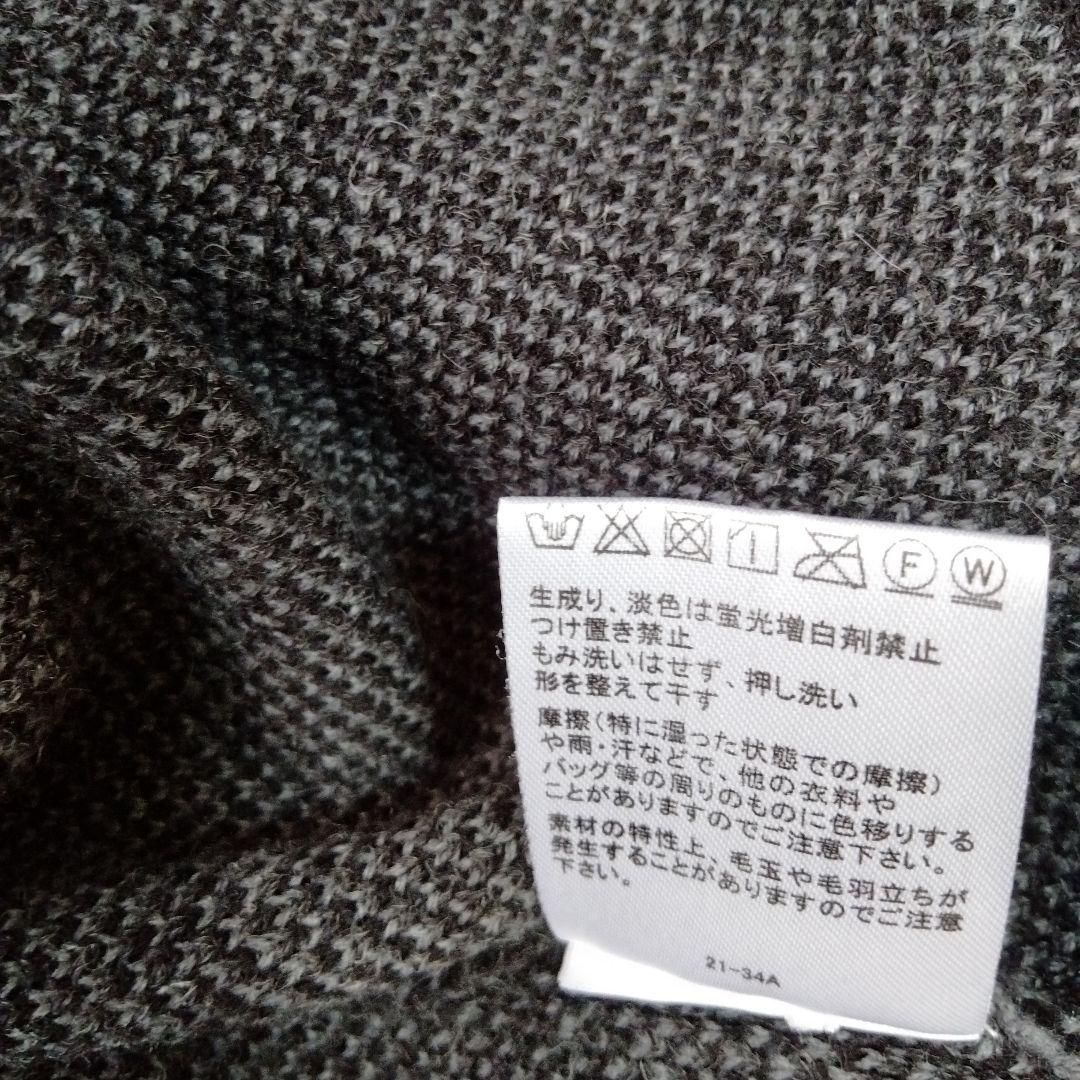 F W
生成り、淡色は蛍光増白剤禁止
つけ置き禁止
もみ洗いはせず、押し洗い
形を整えて干す
摩擦(特に湿った状態での摩擦)
や雨・汗などで、他の衣料や
バッグ等の周りのものに色移りする
ことがありますのでご注意下さい。
素材の特性上、毛玉や毛羽立ちが
発生することがありますのでご注意
下さい。
21-34A